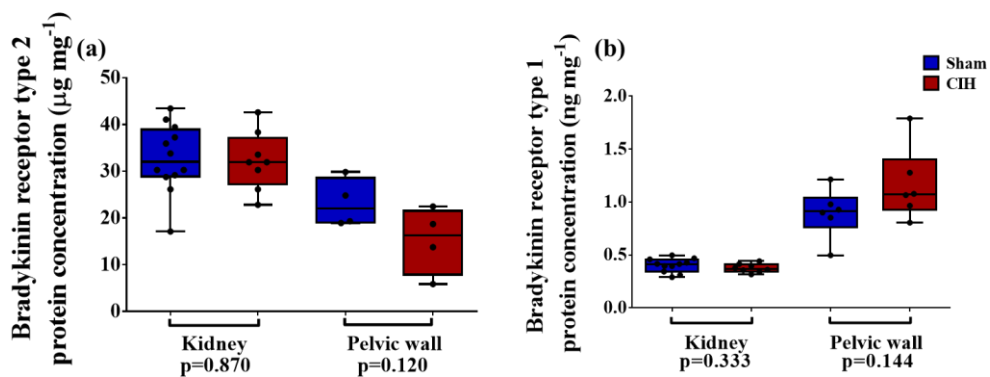 (a)
Bradykinin receptor type 2
protein concentration (μg mg⁻¹)
50
40
30
20
10
0
Kidney
p=0.870
Pelvic wall
p=0.120
(b)
Bradykinin receptor type 1
protein concentration (ng mg⁻¹)
Sham
CIH
2.0
1.5
1.0
0.5
0.0
Kidney
p=0.333
Pelvic wall
p=0.144